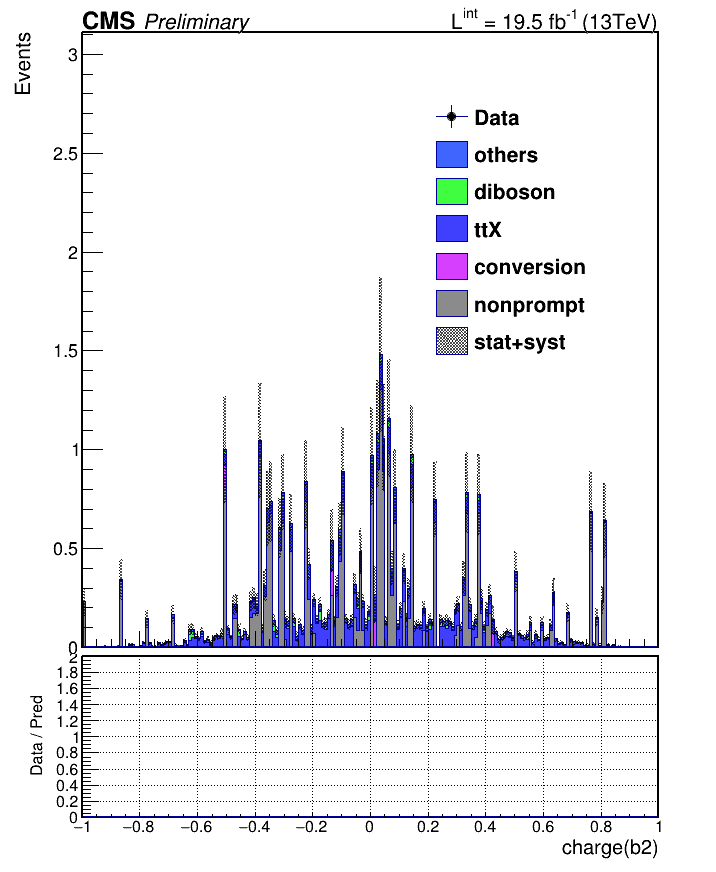 CMS Preliminary L^int = 19.5 fb^-1 (13TeV)
Events
3
2.5
2
1.5
1
0.5
0
Data
others
diboson
ttX
conversion
nonprompt
stat+syst
Data / Pred
2
1.8
1.6
1.4
1.2
1
0.8
0.6
0.4
0.2
0
−1 −0.8 −0.6 −0.4 −0.2 0 0.2 0.4 0.6 0.8 1
charge(b2)